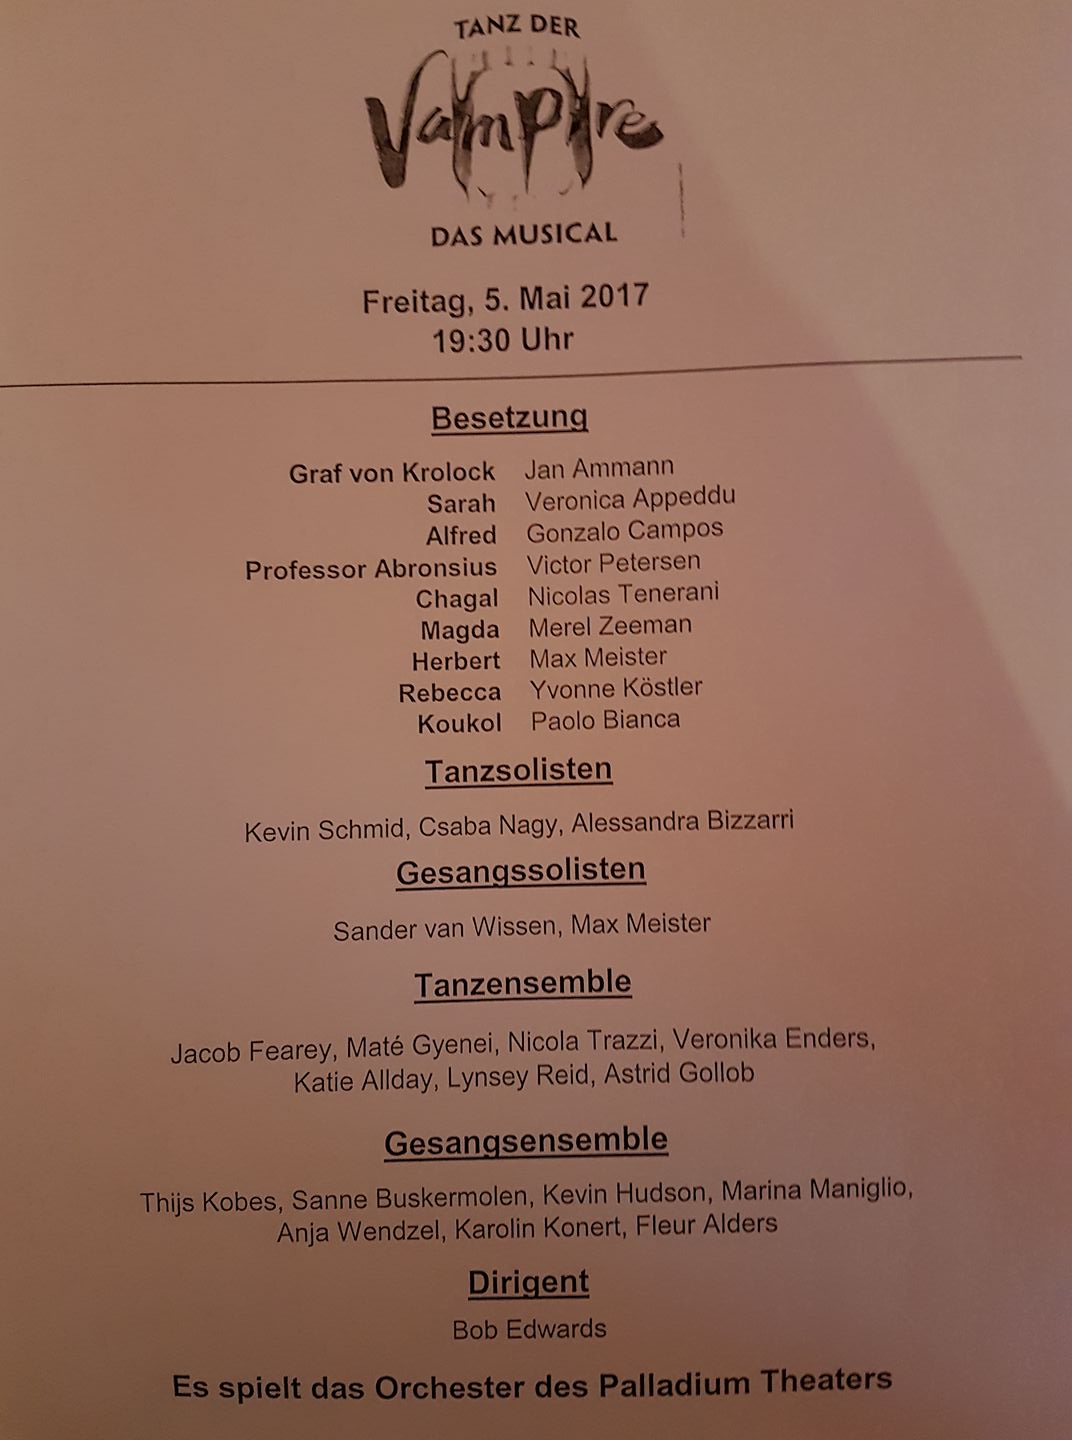 TANZ DER
Vampire
DAS MUSICAL
Freitag, 5. Mai 2017
19:30 Uhr
Besetzung
Graf von Krolock Jan Ammann
Sarah Veronica Appeddu
Alfred Gonzalo Campos
Professor Abronsius Victor Petersen
Chagal Nicolas Tenerani
Magda Merel Zeeman
Herbert Max Meister
Rebecca Yvonne Köstler
Koukol Paolo Bianca
Tanzsolisten
Kevin Schmid, Csaba Nagy, Alessandra Bizzarri
Gesangssolisten
Sander van Wissen, Max Meister
Tanzensemble
Jacob Fearey, Maté Gyenei, Nicola Trazzi, Veronika Enders,
Katie Allday, Lynsey Reid, Astrid Gollob
Gesangsensemble
Thijs Kobes, Sanne Buskermolen, Kevin Hudson, Marina Maniglio,
Anja Wendzel, Karolin Konert, Fleur Alders
Dirigent
Bob Edwards
Es spielt das Orchester des Palladium Theaters